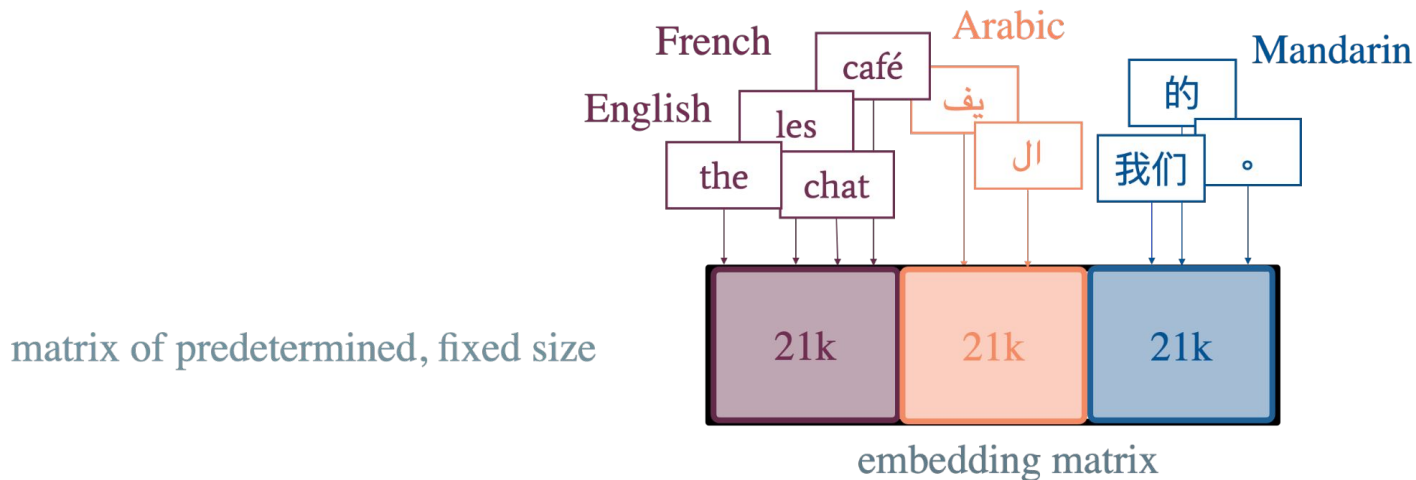 French
English
the
les
chat
café
Arabic
يف
ال
Mandarin
的
我们
。
matrix of predetermined, fixed size
21k
21k
21k
embedding matrix